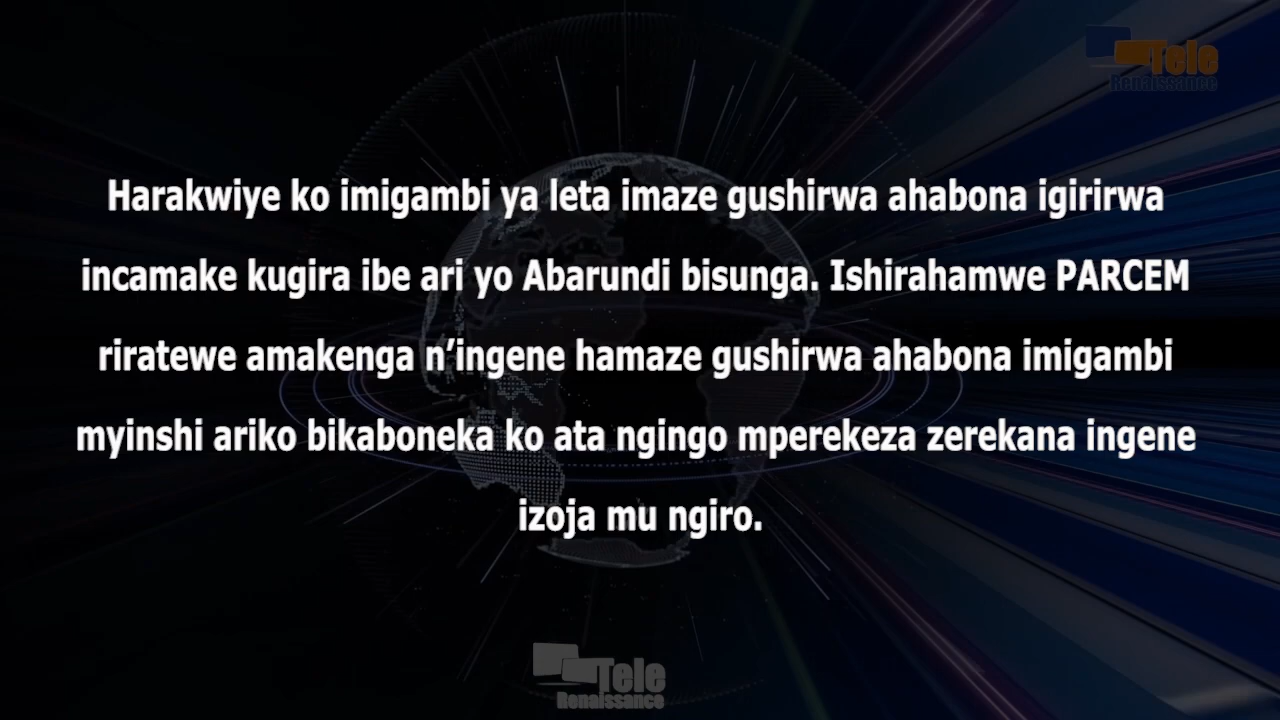 Tele
Renaissance
Harakwiye ko imigambi ya leta imaze gushirwa ahabona igirirwa
incamake kugira ibe ari yo Abarundi bisunga. Ishirahamwe PARCEM
riratewe amakenga n’ingene hamaze gushirwa ahabona imigambi
myinshi ariko bikaboneka ko ata ngingo mperekeza zerekana ingene
izoja mu ngiro.
Tele
Renaissance